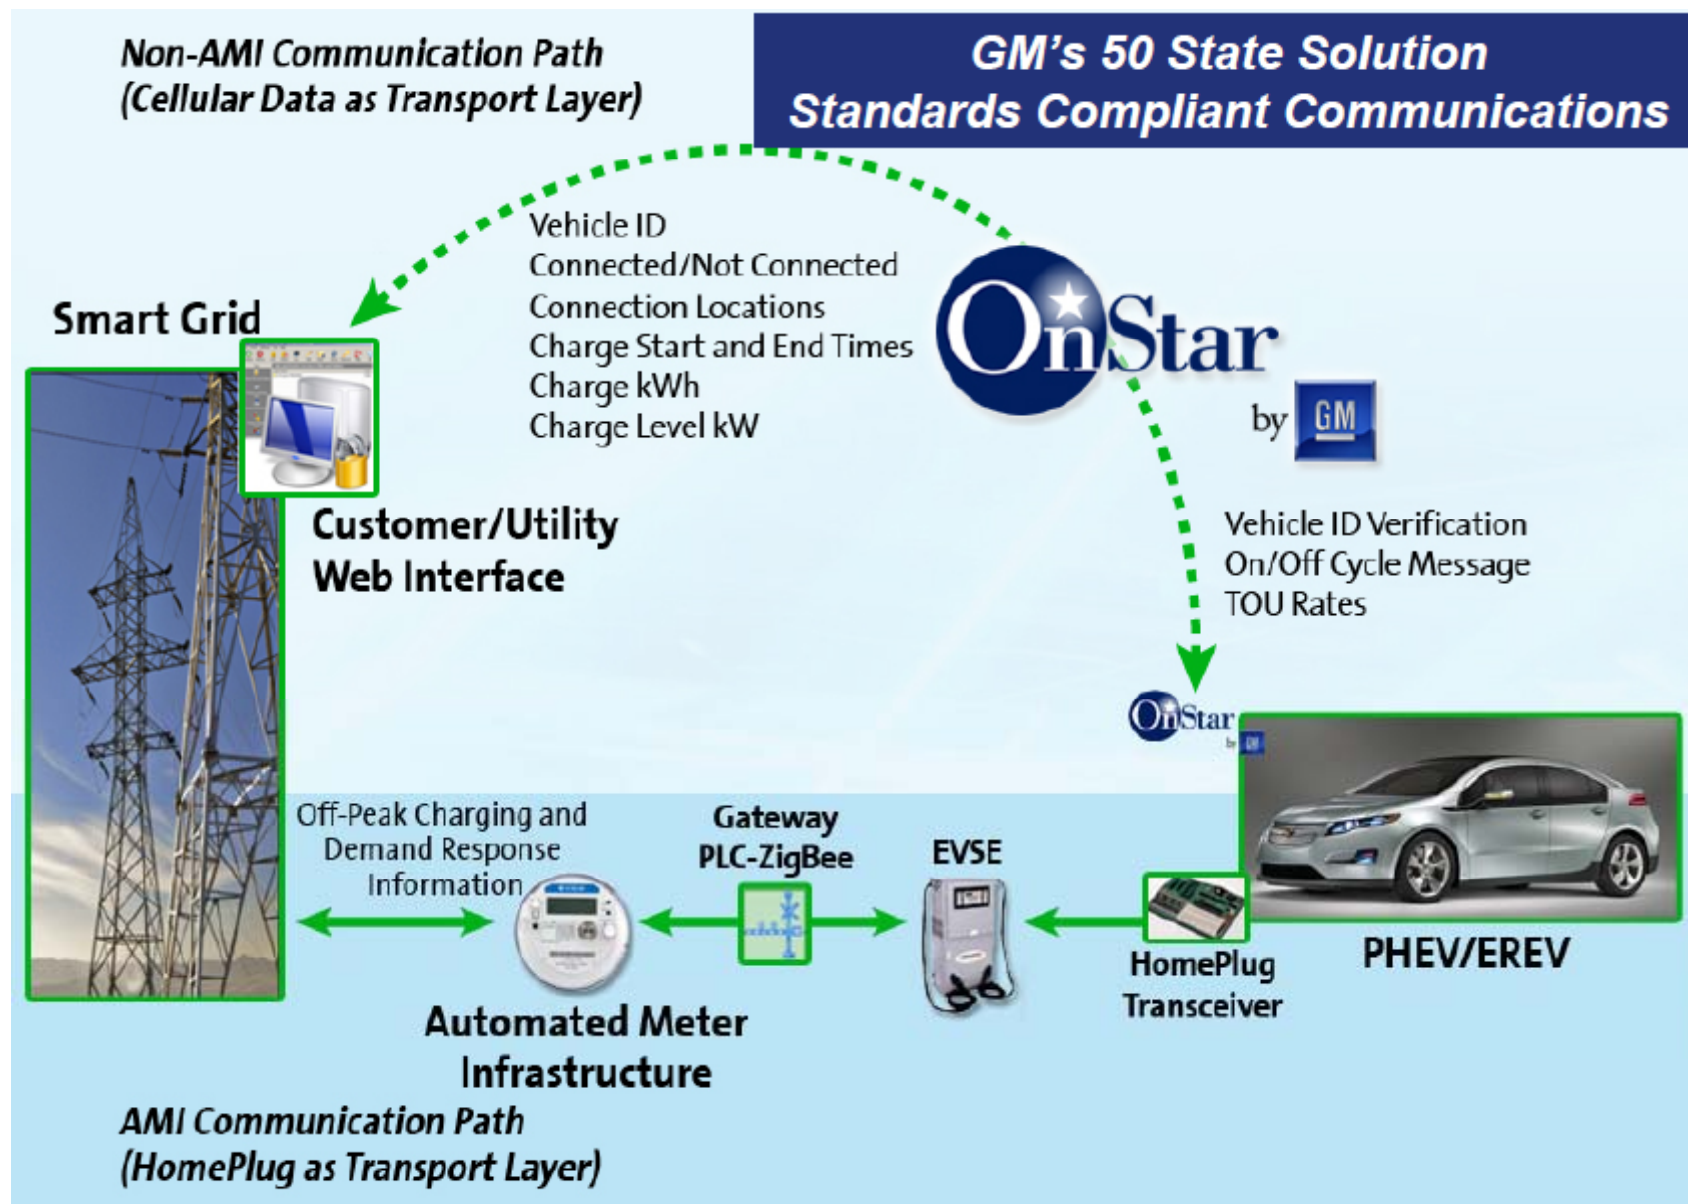 Non-AMI Communication Path
(Cellular Data as Transport Layer)
GM's 50 State Solution
Standards Compliant Communications
Vehicle ID
Connected/Not Connected
Connection Locations
Charge Start and End Times
Charge kWh
Charge Level kW
OnStar
by GM
Smart Grid
Customer/Utility
Web Interface
Vehicle ID Verification
On/Off Cycle Message
TOU Rates
OnStar
by GM
Off-Peak Charging and
Demand Response
Information
Gateway
PLC-ZigBee
EVSE
HomePlug
Transceiver
PHEV/EREV
Automated Meter
Infrastructure
AMI Communication Path
(HomePlug as Transport Layer)